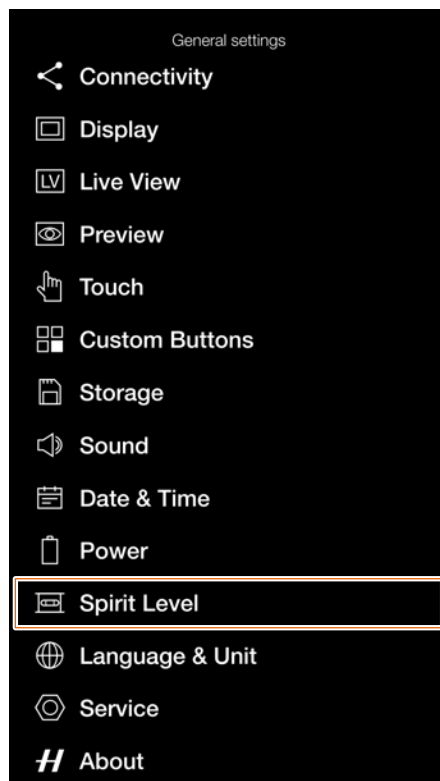 General settings
Connectivity
Display
LV Live View
Preview
Touch
Custom Buttons
Storage
Sound
Date & Time
Power
Spirit Level
Language & Unit
Service
H About